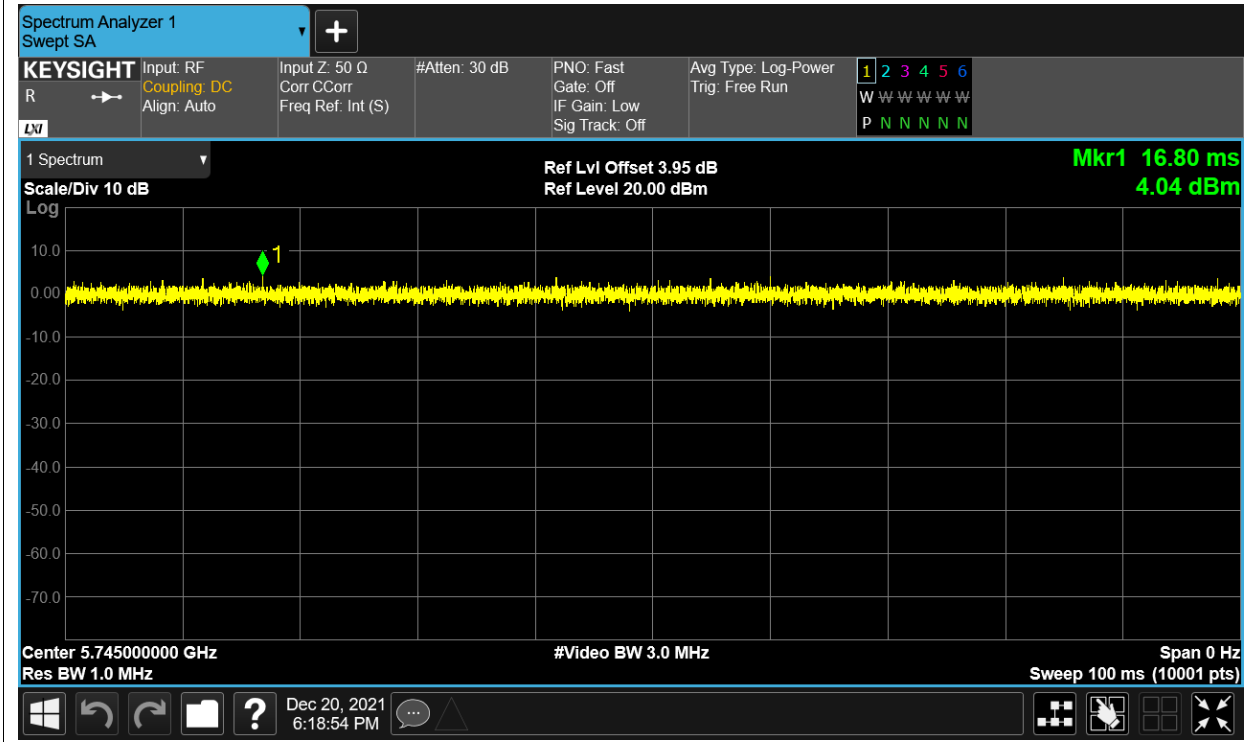 Spectrum Analyzer 1
Swept SA
KEYSIGHT
R
LXI
Input: RF
Coupling: DC
Align: Auto
Input Z: 50 Ω
Corr CCorr
Freq Ref: Int (S)
#Atten: 30 dB
PNO: Fast
Gate: Off
IF Gain: Low
Sig Track: Off
Avg Type: Log-Power
Trig: Free Run
1 2 3 4 5 6
W W W W W W
P N N N N N
1 Spectrum
Scale/Div 10 dB
Log
Ref Lvl Offset 3.95 dB
Ref Level 20.00 dBm
Mkr1 16.80 ms
4.04 dBm
1
10.0
0.00
-10.0
-20.0
-30.0
-40.0
-50.0
-60.0
-70.0
Center 5.745000000 GHz
Res BW 1.0 MHz
#Video BW 3.0 MHz
Span 0 Hz
Sweep 100 ms (10001 pts)
?
Dec 20, 2021
6:18:54 PM